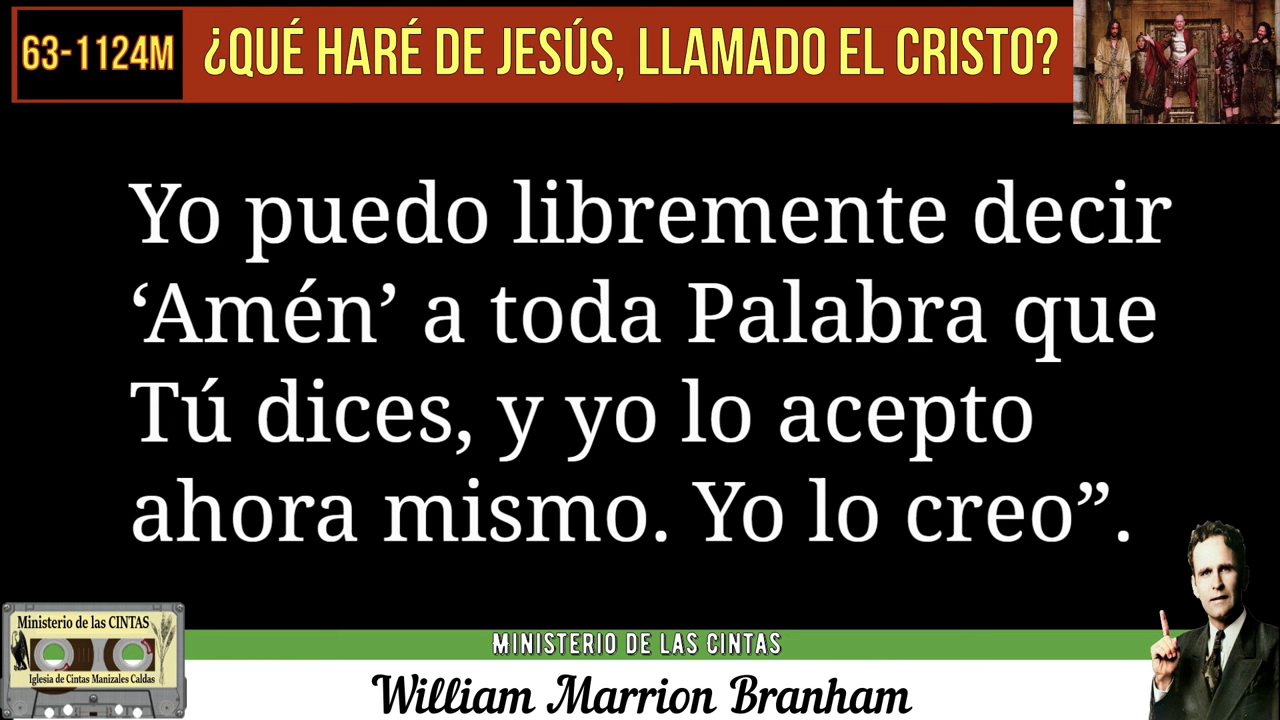 63-1124M
¿QUÉ HARÉ DE JESÚS, LLAMADO EL CRISTO?
Yo puedo libremente decir
‘Amén’ a toda Palabra que
Tú dices, y yo lo acepto
ahora mismo. Yo lo creo”.
Ministerio de las CINTAS
Iglesia de Cintas Manizales Caldas
MINISTERIO DE LAS CINTAS
William Marrion Branham